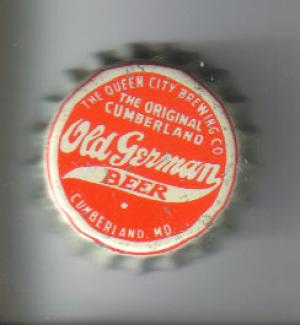 THE QUEEN CITY BREWING CO
THE ORIGINAL
CUMBERLAND
Old German
BEER
CUMBERLAND, MD.